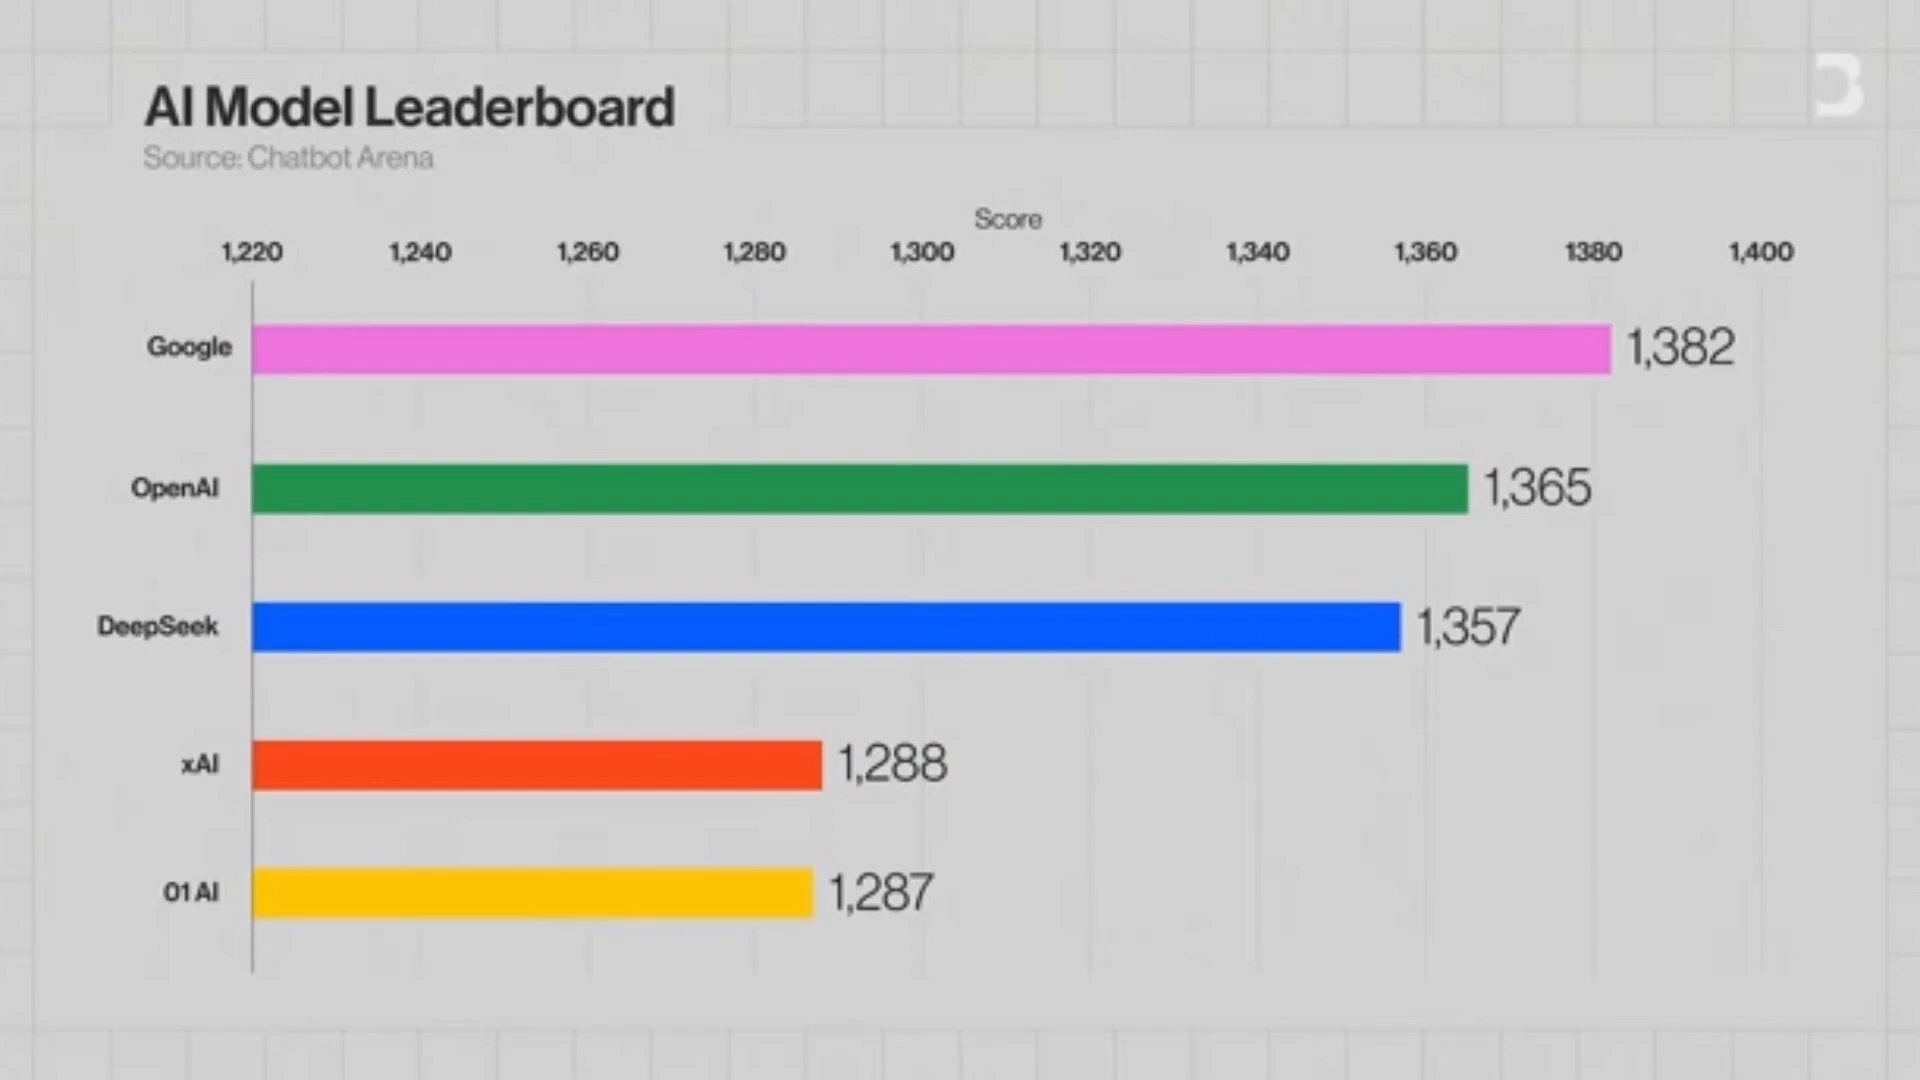 AI Model Leaderboard
Source: Chatbot Arena
Score
1,220 1,240 1,260 1,280 1,300 1,320 1,340 1,360 1380 1,400
Google 1,382
OpenAI 1,365
DeepSeek 1,357
xAI 1,288
01 AI 1,287